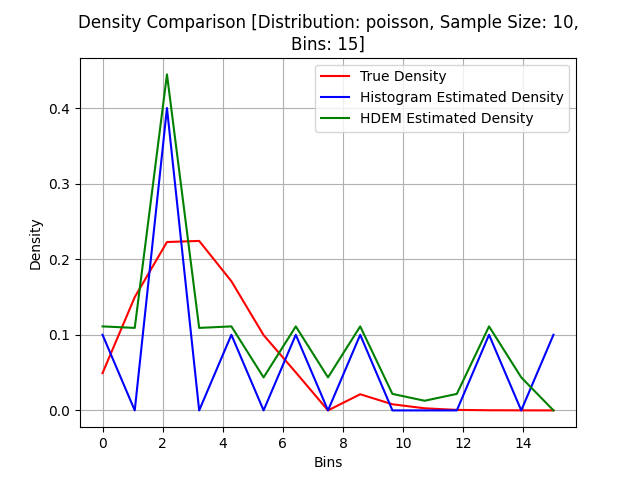 Density Comparison [Distribution: poisson, Sample Size: 10,
Bins: 15]
True Density
Histogram Estimated Density
HDEM Estimated Density
Density
0.4
0.3
0.2
0.1
0.0
0 2 4 6 8 10 12 14
Bins